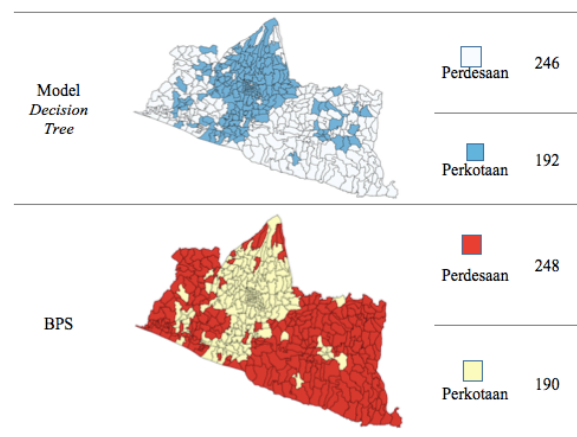 Model
Decision
Tree
Perdesaan 246
Perkotaan 192
BPS
Perdesaan 248
Perkotaan 190